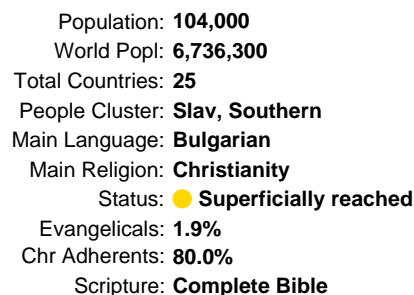 Population: 104,000
World Popl: 6,736,300
Total Countries: 25
People Cluster: Slav, Southern
Main Language: Bulgarian
Main Religion: Christianity
Status: Superficially reached
Evangelicals: 1.9%
Chr Adherents: 80.0%
Scripture: Complete Bible